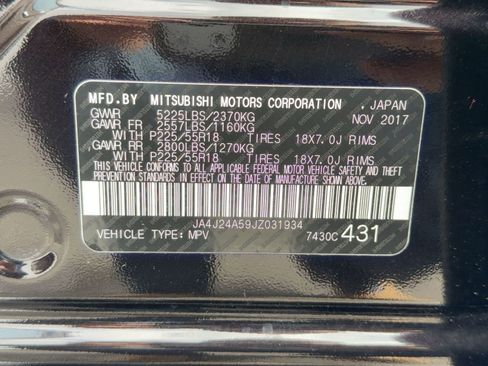 MFD.BY MITSUBISHI MOTORS CORPORATION , JAPAN
GVWR 5225LBS/2370KG NOV 2017
GAWR FR 2557LBS/1160KG
WITH P225/55R18 TIRES 18X7.0J RIMS
GAWR RR 2800LBS/1270KG
WITH P225/55R18 TIRES 18X7.0J RIMS
THIS VEHICLE CONFORMS TO ALL APPLICABLE FEDERAL MOTOR VEHICLE SAFETY AND THEFT
PREVENTION STANDARDS IN EFFECT ON THE DATE OF MANUFACTURE SHOWN ABOVE.
JA4J24A59JZ031934
VEHICLE TYPE: MPV 7430C 431